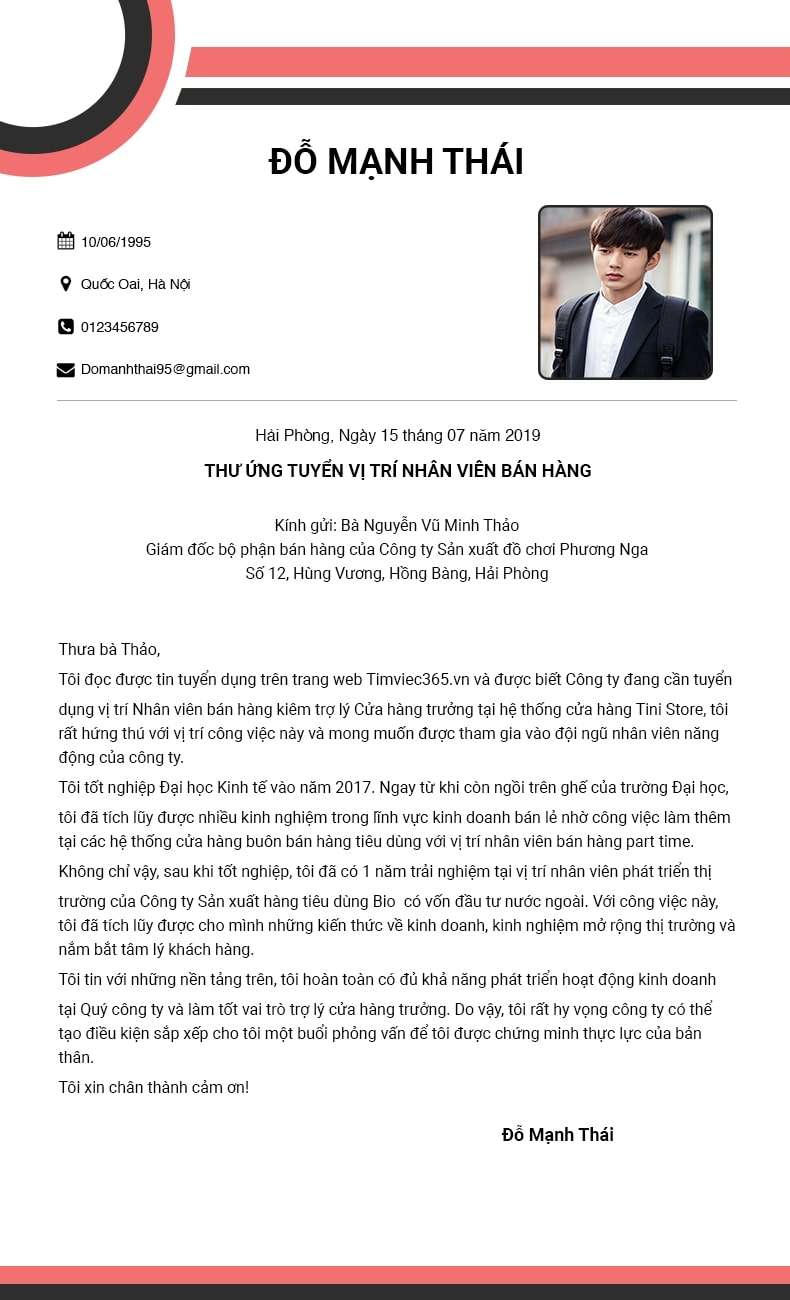 ĐỖ MẠNH THÁI
10/06/1995
Quốc Oai, Hà Nội
0123456789
Domanhthai95@gmail.com
Hải Phòng, Ngày 15 tháng 07 năm 2019
THƯ ỨNG TUYỂN VỊ TRÍ NHÂN VIÊN BÁN HÀNG
Kính gửi: Bà Nguyễn Vũ Minh Thảo
Giám đốc bộ phận bán hàng của Công ty Sản xuất đồ chơi Phương Nga
Số 12, Hùng Vương, Hồng Bàng, Hải Phòng
Thưa bà Thảo,
Tôi đọc được tin tuyển dụng trên trang web Timviec365.vn và được biết Công ty đang cần tuyển
dụng vị trí Nhân viên bán hàng kiêm trợ lý Cửa hàng trưởng tại hệ thống cửa hàng Tini Store, tôi
rất hứng thú với vị trí công việc này và mong muốn được tham gia vào đội ngũ nhân viên năng
động của công ty.
Tôi tốt nghiệp Đại học Kinh tế vào năm 2017. Ngay từ khi còn ngồi trên ghế của trường Đại học,
tôi đã tích lũy được nhiều kinh nghiệm trong lĩnh vực kinh doanh bán lẻ nhờ công việc làm thêm
tại các hệ thống cửa hàng buôn bán hàng tiêu dùng với vị trí nhân viên bán hàng part time.
Không chỉ vậy, sau khi tốt nghiệp, tôi đã có 1 năm trải nghiệm tại vị trí nhân viên phát triển thị
trường của Công ty Sản xuất hàng tiêu dùng Bio  có vốn đầu tư nước ngoài. Với công việc này,
tôi đã tích lũy được cho mình những kiến thức về kinh doanh, kinh nghiệm mở rộng thị trường và
nắm bắt tâm lý khách hàng.
Tôi tin với những nền tảng trên, tôi hoàn toàn có đủ khả năng phát triển hoạt động kinh doanh
tại Quý công ty và làm tốt vai trò trợ lý cửa hàng trưởng. Do vậy, tôi rất hy vọng công ty có thể
tạo điều kiện sắp xếp cho tôi một buổi phỏng vấn để tôi được chứng minh thực lực của bản
thân.
Tôi xin chân thành cảm ơn!
Đỗ Mạnh Thái